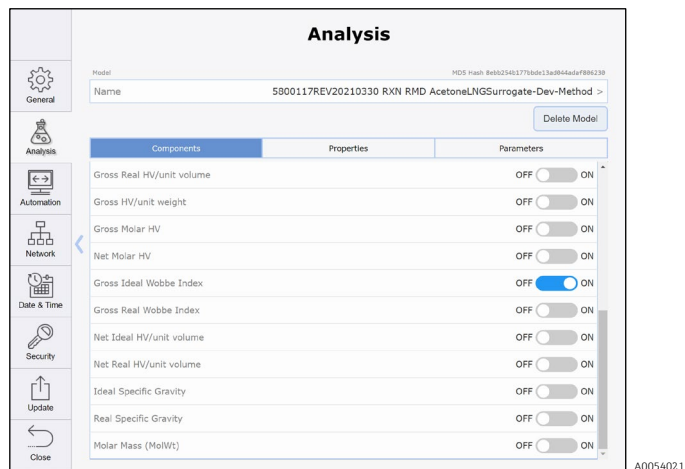 Analysis
Model
MD5 Hash 8ebb254b177bbde13ad044adaf886230
Name
5800117REV20210330 RXN RMD AcetoneLNGSurrogate-Dev-Method >
Delete Model
Components
Properties
Parameters
Gross Real HV/unit volume OFF ON
Gross HV/unit weight OFF ON
Gross Molar HV OFF ON
Net Molar HV OFF ON
Gross Ideal Wobbe Index OFF ON
Gross Real Wobbe Index OFF ON
Net Ideal HV/unit volume OFF ON
Net Real HV/unit volume OFF ON
Ideal Specific Gravity OFF ON
Real Specific Gravity OFF ON
Molar Mass (MolWt) OFF ON
General
Analysis
Automation
Network
Date & Time
Security
Update
Close
A0054021